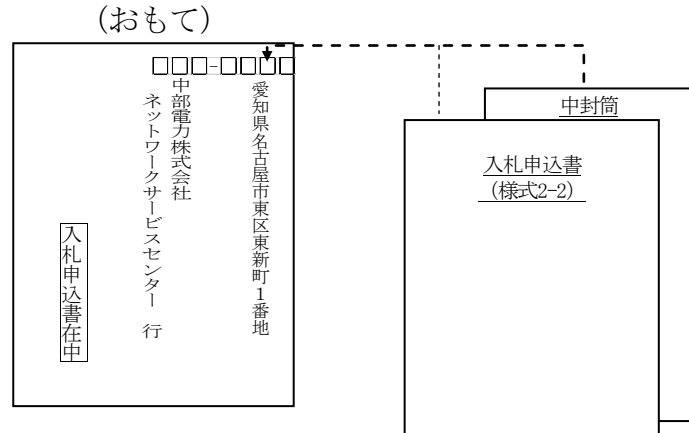 (おもて)
□□□-□□□□
愛知県名古屋市東区東新町1番地
中部電力株式会社
ネットワークサービスセンター 行
入札申込書在中
中封筒
入札申込書
(様式2-2)